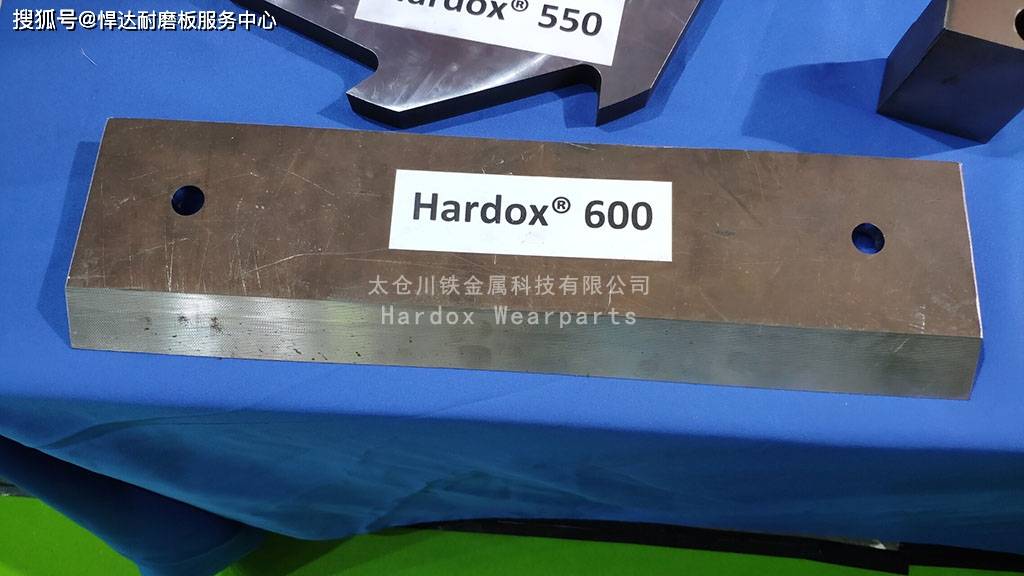 搜狐号@悍达耐磨板服务中心
Hardox® 550
Hardox® 600
太仓川铁金属科技有限公司
Hardox Wearparts